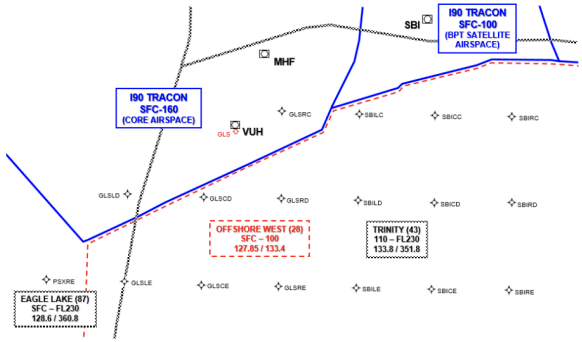 I90 TRACON
SFC-100
(BPT SATELLITE
AIRSPACE)
SBI
MHF
I90 TRACON
SFC-160
(CORE AIRSPACE)
GLSRC
SBILC
SBICC
SBIRC
GLS
VUH
GLSLD
GLSCD
GLSRD
SBILD
SBICD
SBIRD
OFFSHORE WEST (28)
SFC – 100
127.85 / 133.4
TRINITY (43)
110 – FL230
133.8 / 351.8
PSXRE
GLSLE
GLSCE
GLSRE
SBILE
SBICE
SBIRE
EAGLE LAKE (87)
SFC – FL230
128.6 / 360.8